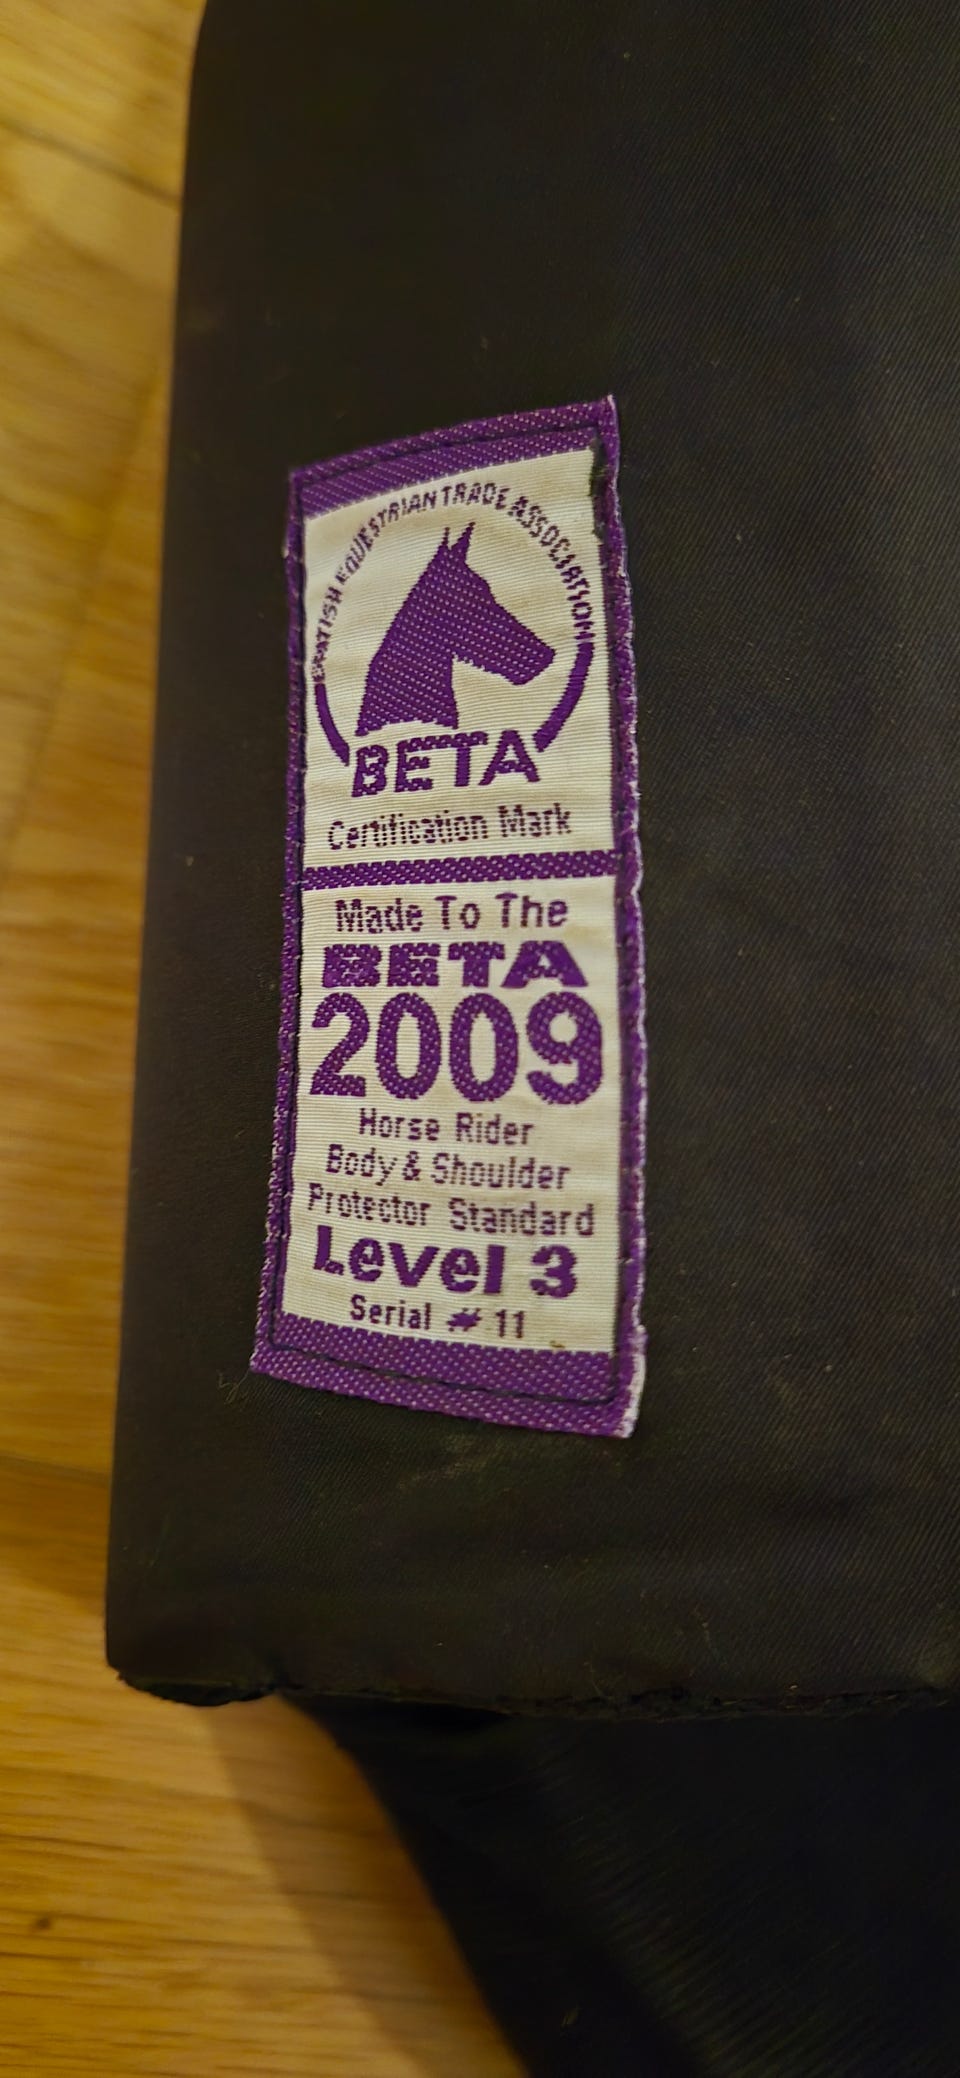 BRITISH EQUESTRIAN TRADE ASSOCIATION
BETA
Certification Mark
Made To The
BETA
2009
Horse Rider
Body & Shoulder
Protector Standard
Level 3
Serial # 11